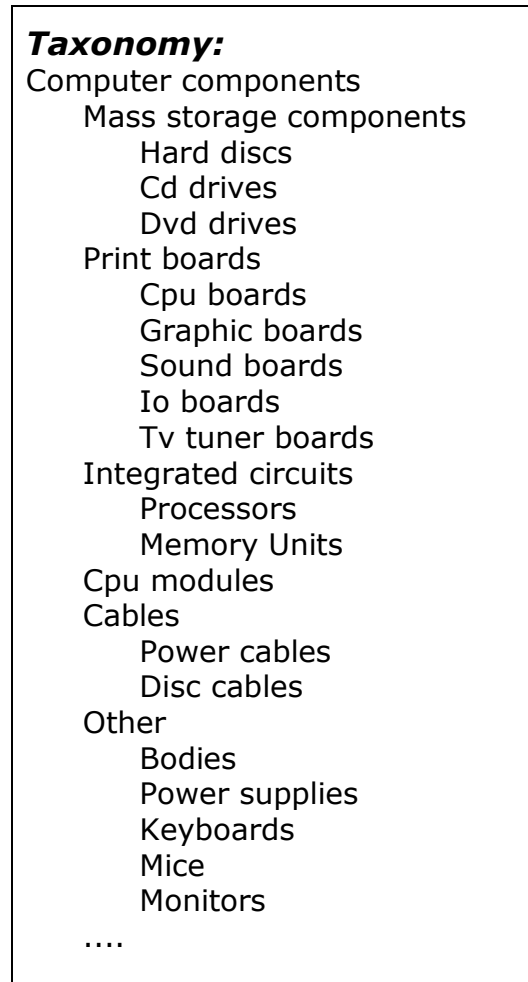 Taxonomy:
Computer components
Mass storage components
Hard discs
Cd drives
Dvd drives
Print boards
Cpu boards
Graphic boards
Sound boards
Io boards
Tv tuner boards
Integrated circuits
Processors
Memory Units
Cpu modules
Cables
Power cables
Disc cables
Other
Bodies
Power supplies
Keyboards
Mice
Monitors
....